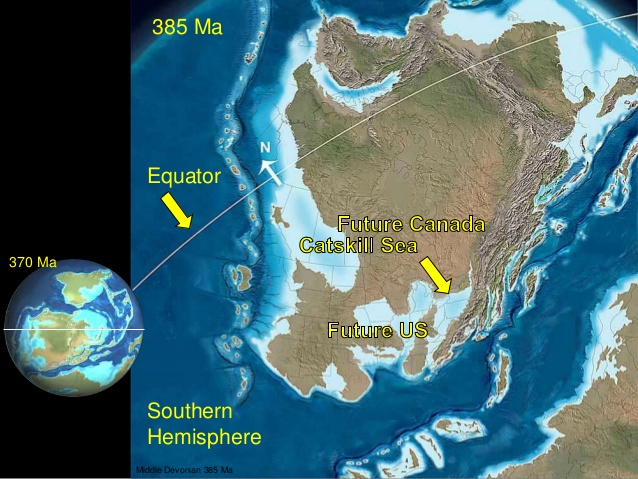 385 Ma
N
Equator
Future Canada
Catskill Sea
370 Ma
Future US
Southern
Hemisphere
Middle Devonian 385 Ma